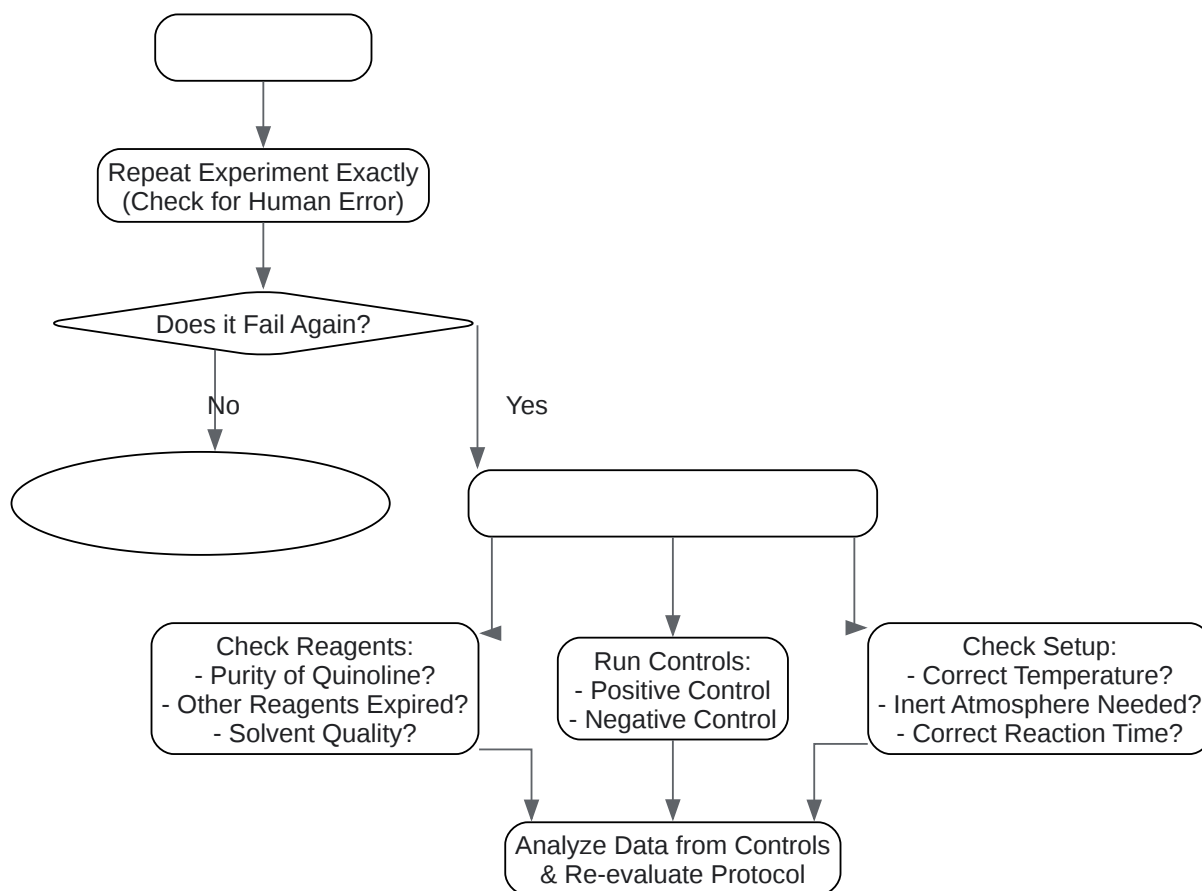 Repeat Experiment Exactly
(Check for Human Error)
Does it Fail Again?
No
Yes
Check Reagents:
- Purity of Quinoline?
- Other Reagents Expired?
- Solvent Quality?
Run Controls:
- Positive Control
- Negative Control
Check Setup:
- Correct Temperature?
- Inert Atmosphere Needed?
- Correct Reaction Time?
Analyze Data from Controls
& Re-evaluate Protocol